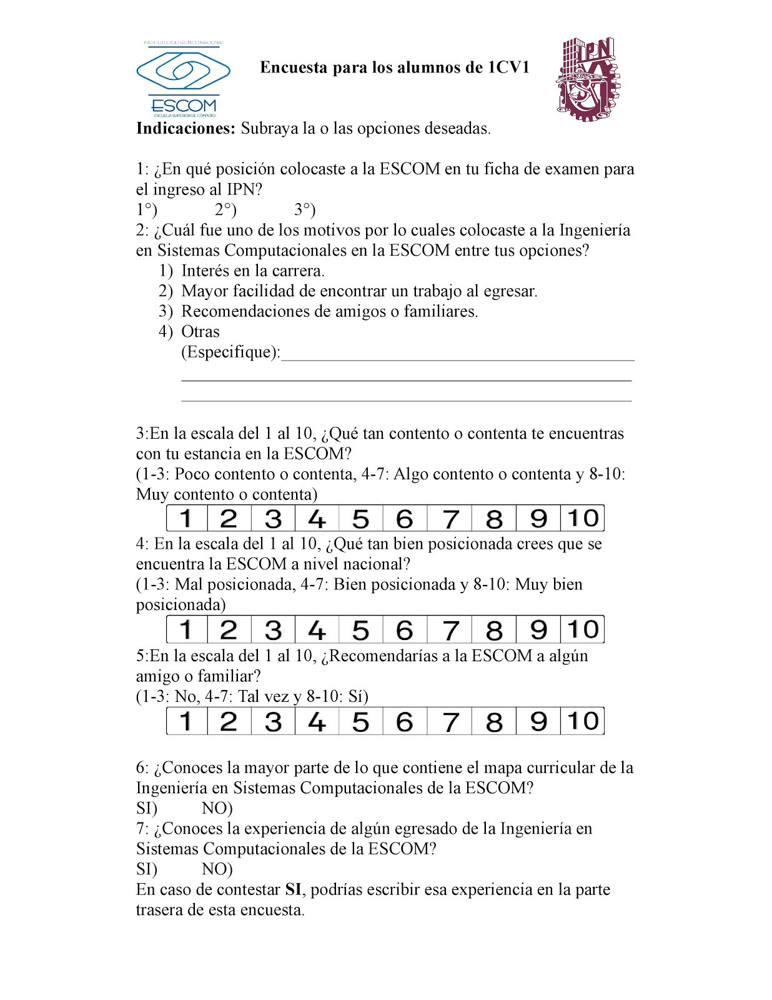 INSTITUTO POLITÉCNICO NACIONAL
ESCOM
ESCUELA SUPERIOR DE COMPUTO
Encuesta para los alumnos de 1CV1
IPN
Indicaciones: Subraya la o las opciones deseadas.
1: ¿En qué posición colocaste a la ESCOM en tu ficha de examen para
el ingreso al IPN?
1°) 2°) 3°)
2: ¿Cuál fue uno de los motivos por lo cuales colocaste a la Ingeniería
en Sistemas Computacionales en la ESCOM entre tus opciones?
1) Interés en la carrera.
2) Mayor facilidad de encontrar un trabajo al egresar.
3) Recomendaciones de amigos o familiares.
4) Otras
(Especifique):
3:En la escala del 1 al 10, ¿Qué tan contento o contenta te encuentras
con tu estancia en la ESCOM?
(1-3: Poco contento o contenta, 4-7: Algo contento o contenta y 8-10:
Muy contento o contenta)
1 2 3 4 5 6 7 8 9 10
4: En la escala del 1 al 10, ¿Qué tan bien posicionada crees que se
encuentra la ESCOM a nivel nacional?
(1-3: Mal posicionada, 4-7: Bien posicionada y 8-10: Muy bien
posicionada)
1 2 3 4 5 6 7 8 9 10
5:En la escala del 1 al 10, ¿Recomendarías a la ESCOM a algún
amigo o familiar?
(1-3: No, 4-7: Tal vez y 8-10: Sí)
1 2 3 4 5 6 7 8 9 10
6: ¿Conoces la mayor parte de lo que contiene el mapa curricular de la
Ingeniería en Sistemas Computacionales de la ESCOM?
SI) NO)
7: ¿Conoces la experiencia de algún egresado de la Ingeniería en
Sistemas Computacionales de la ESCOM?
SI) NO)
En caso de contestar SI, podrías escribir esa experiencia en la parte
trasera de esta encuesta.